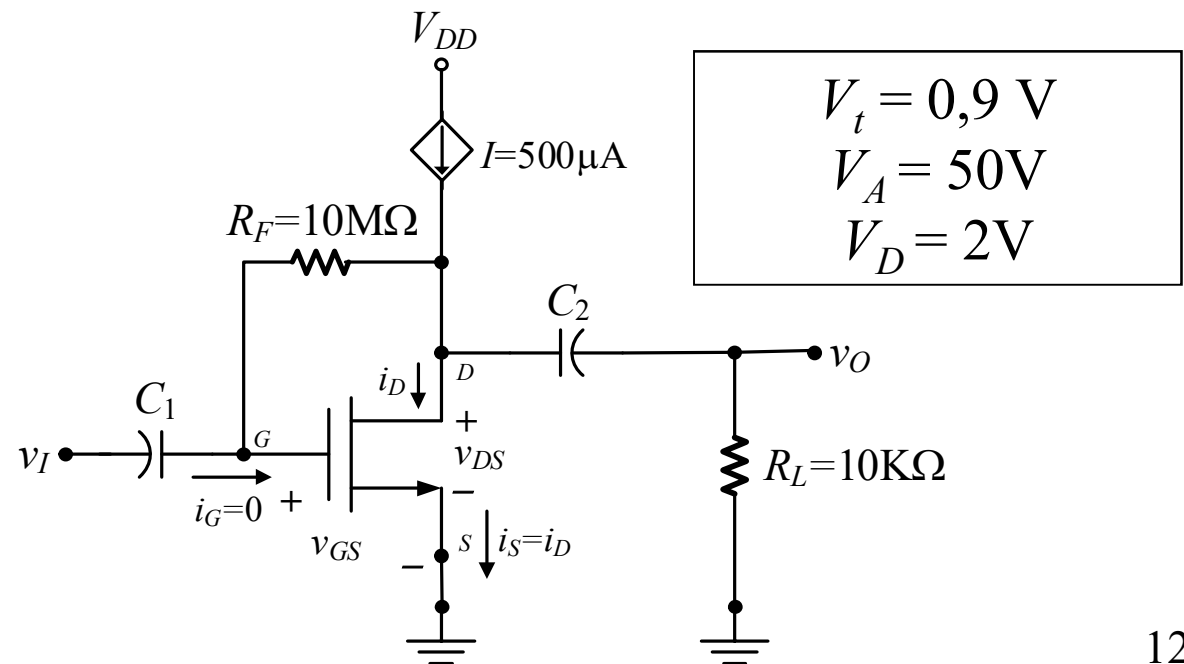 V_DD
V_t = 0,9 V
V_A = 50V
V_D = 2V
I=500µA
R_F=10MΩ
C_2
v_O
i_D
D
C_1
G
+
v_I
v_DS
R_L=10KΩ
i_G=0
+
–
v_GS
S
i_S=i_D
–
12